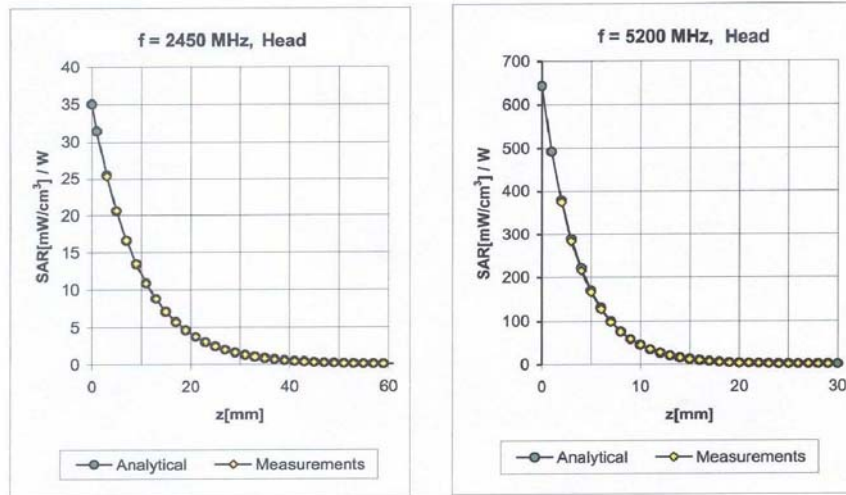 f = 2450 MHz, Head
40
35
30
25
20
15
10
5
0
SAR[mW/cm³] / W
0 20 40 60
z[mm]
Analytical Measurements
f = 5200 MHz, Head
700
600
500
400
300
200
100
0
SAR[mW/cm³] / W
0 10 20 30
z[mm]
Analytical Measurements